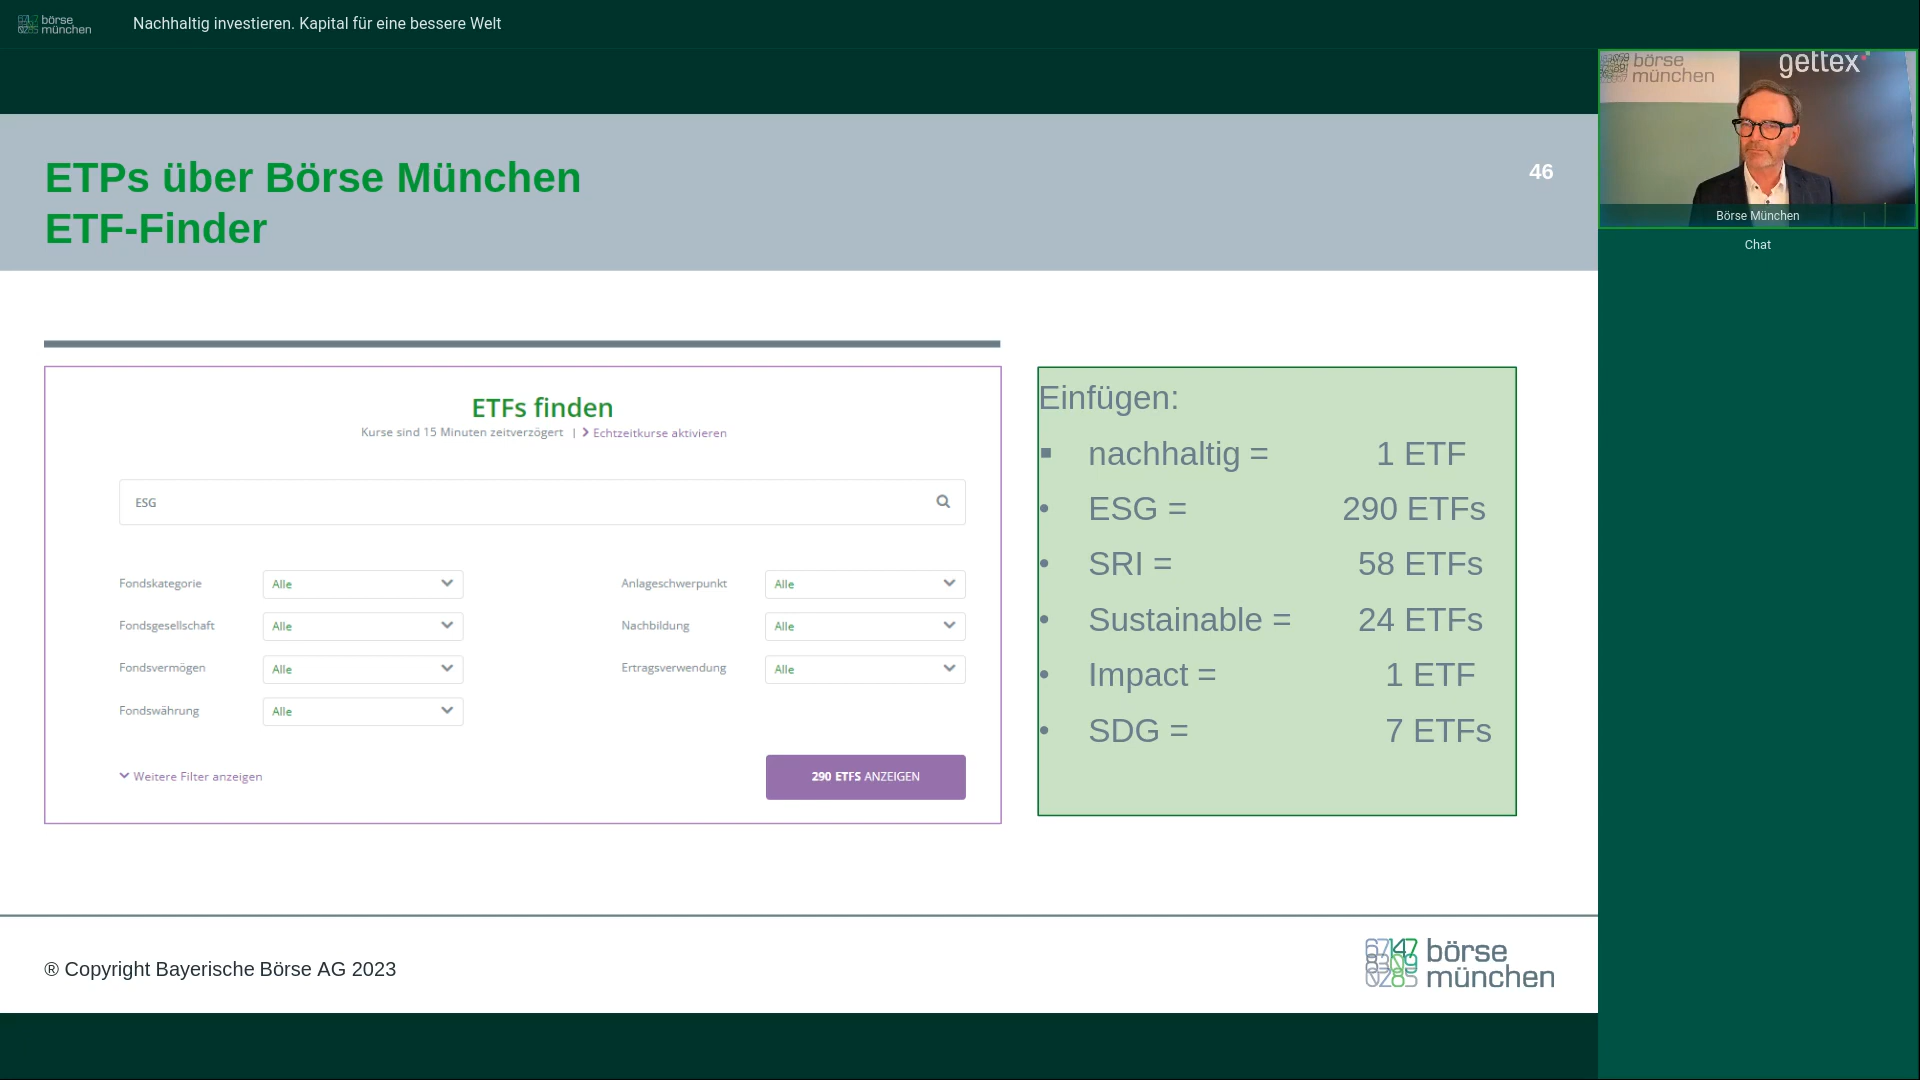 börse
münchen
Nachhaltig investieren. Kapital für eine bessere Welt
ETPs über Börse München
ETF-Finder
46
ETFs finden
Kurse sind 15 Minuten zeitverzögert | Echtzeitkurse aktivieren
ESG
Fondskategorie Alle Anlageschwerpunkt Alle
Fondsgesellschaft Alle Nachbildung Alle
Fondsvermögen Alle Ertragsverwendung Alle
Fondswährung Alle
Weitere Filter anzeigen 290 ETFS ANZEIGEN
Einfügen:
nachhaltig = 1 ETF
• ESG = 290 ETFs
• SRI = 58 ETFs
• Sustainable = 24 ETFs
• Impact = 1 ETF
• SDG = 7 ETFs
® Copyright Bayerische Börse AG 2023
börse
münchen
börse
münchen
gettex
Börse München
Chat